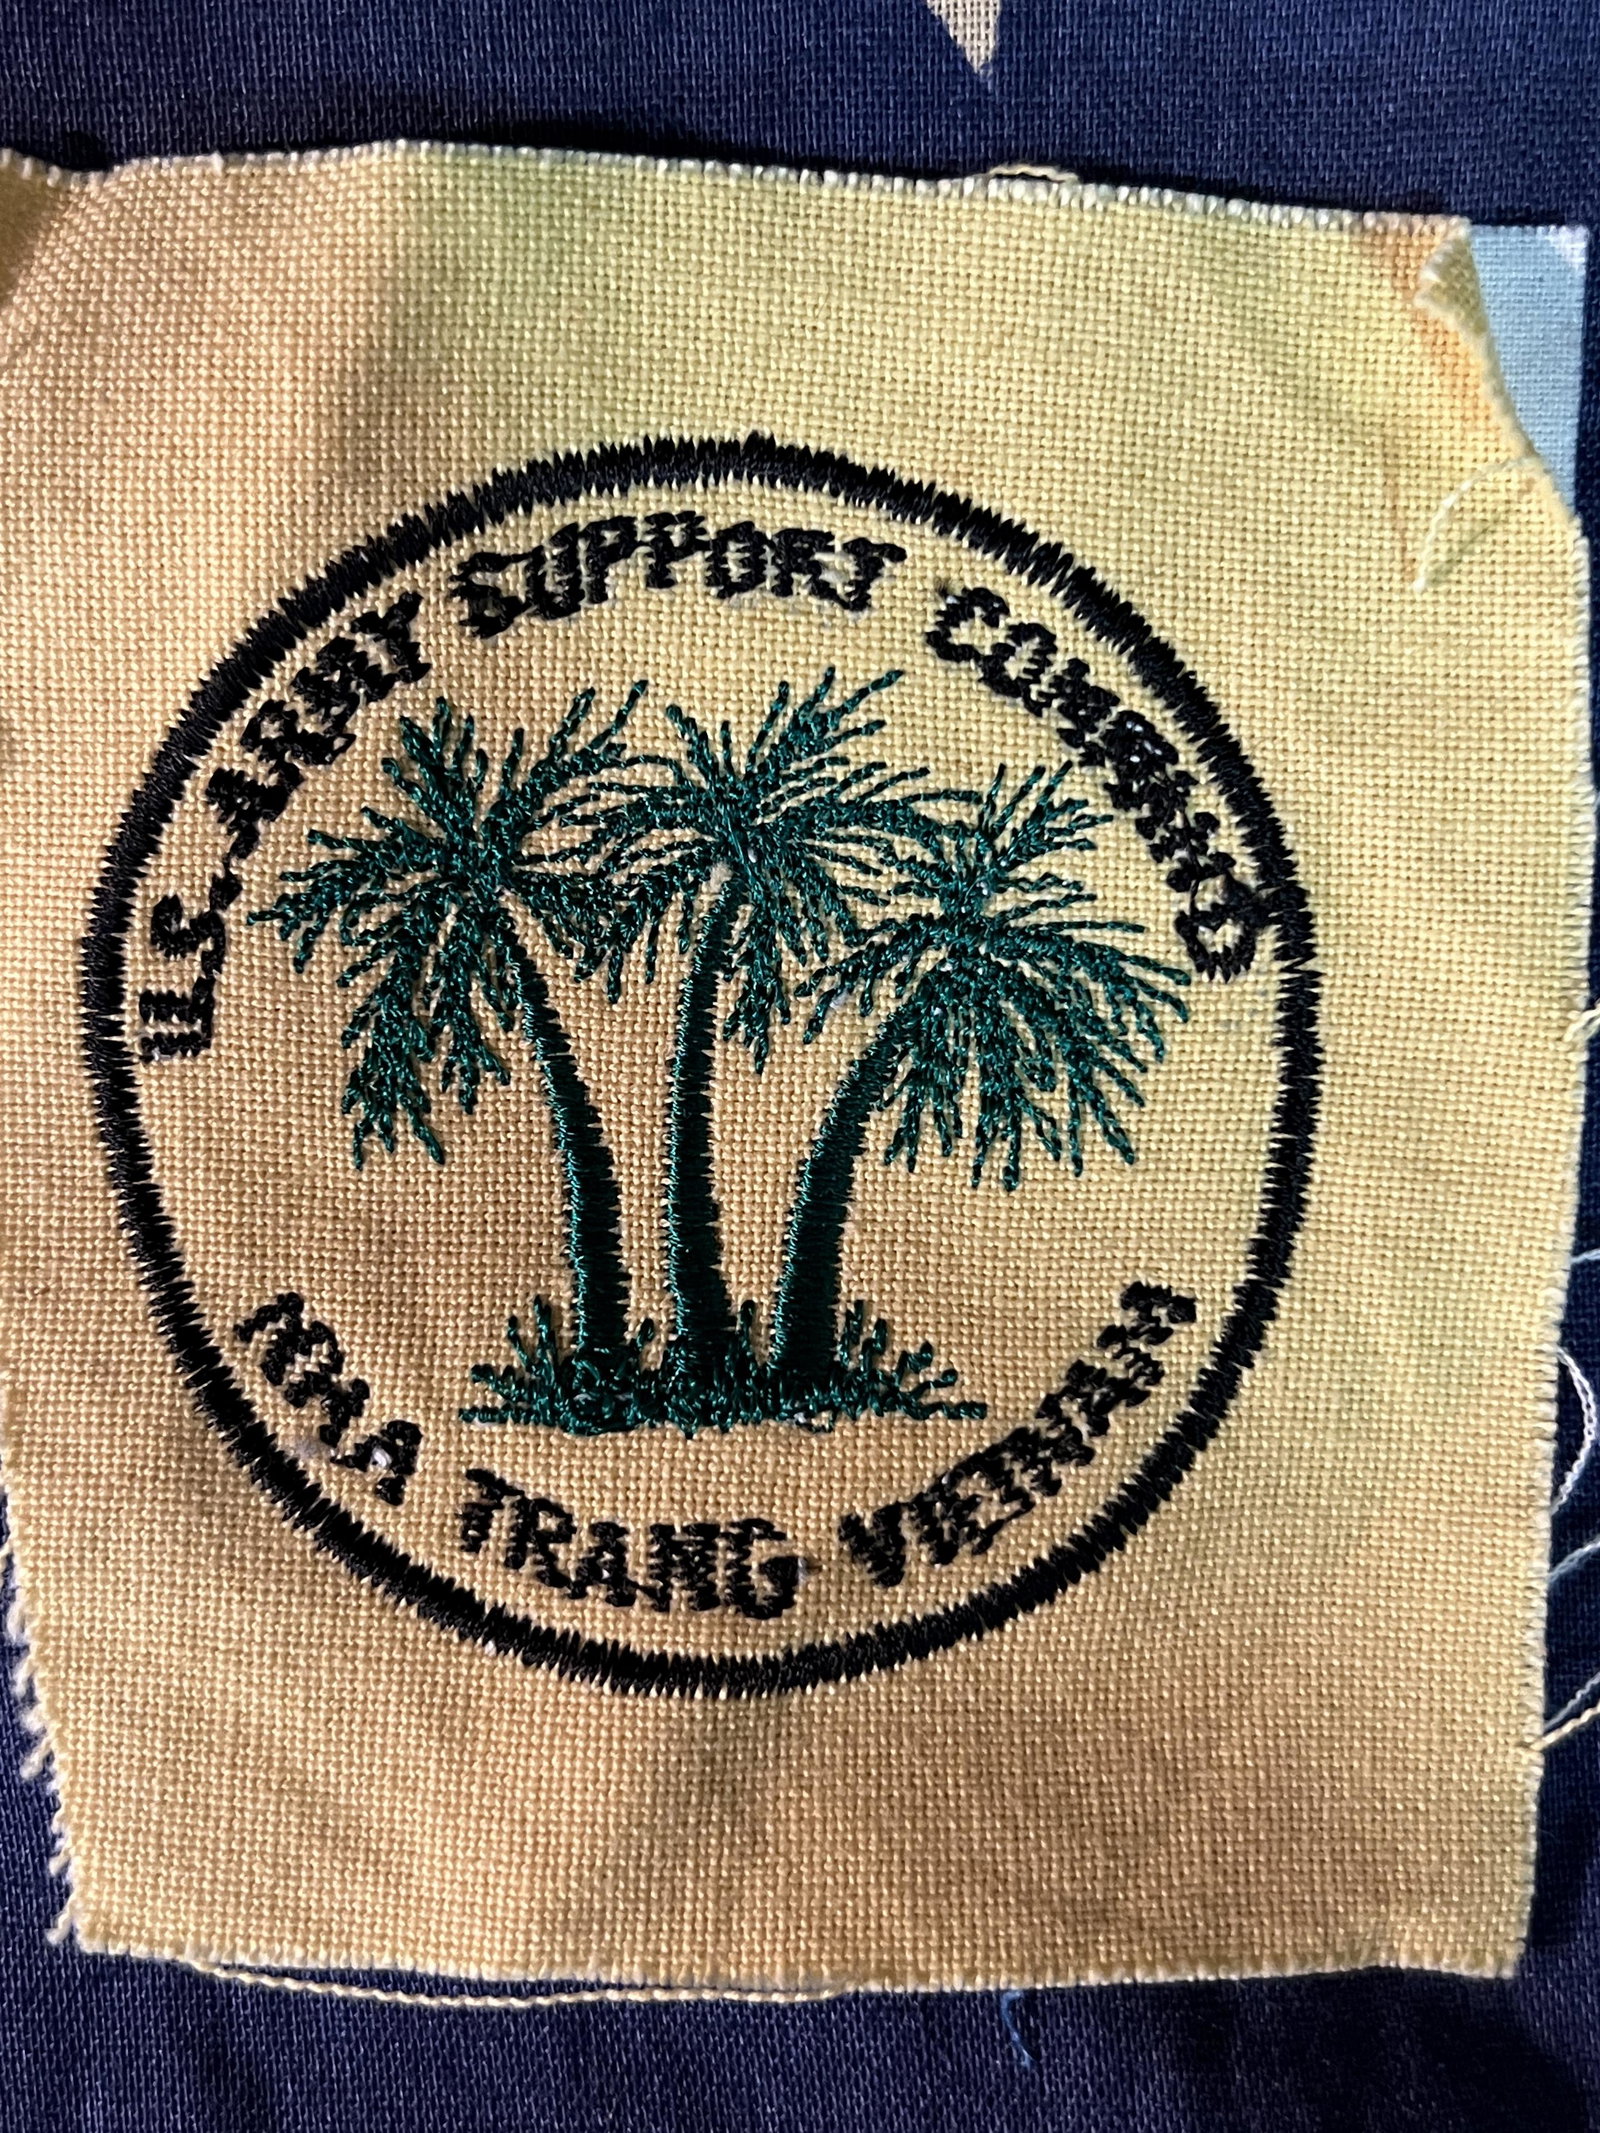 U.S. ARMY SUPPORT COMMAND
NHA TRANG VIETNAM